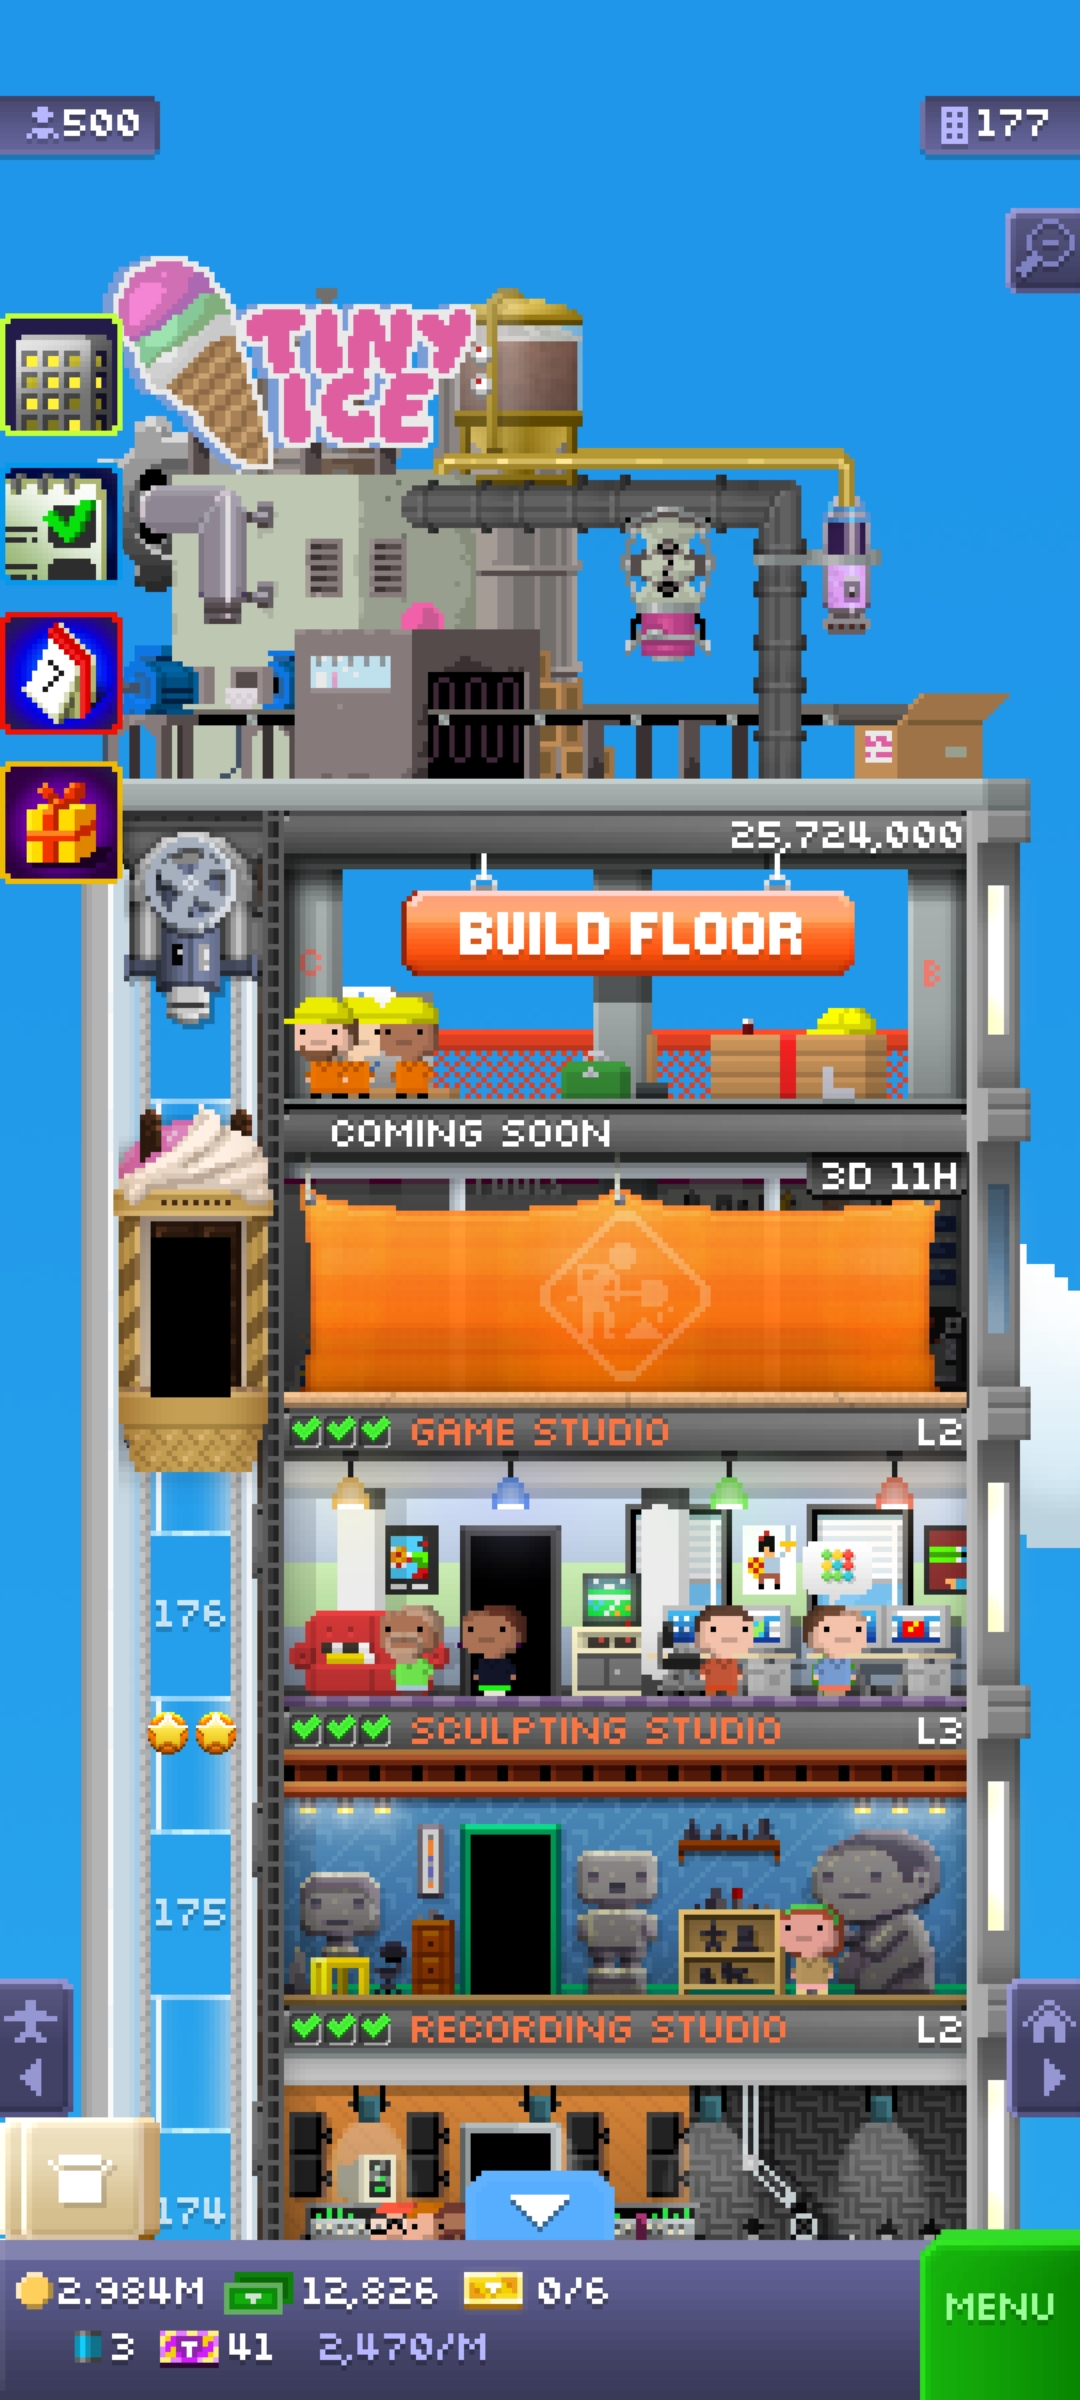 500
177
TINY
ICE
25,724,000
BUILD FLOOR
C
B
COMING SOON
3D 11H
GAME STUDIO
L2
176
SCULPTING STUDIO
L3
175
RECORDING STUDIO
L2
174
2.984M
12,826
0/6
MENU
3
41
2,470/M